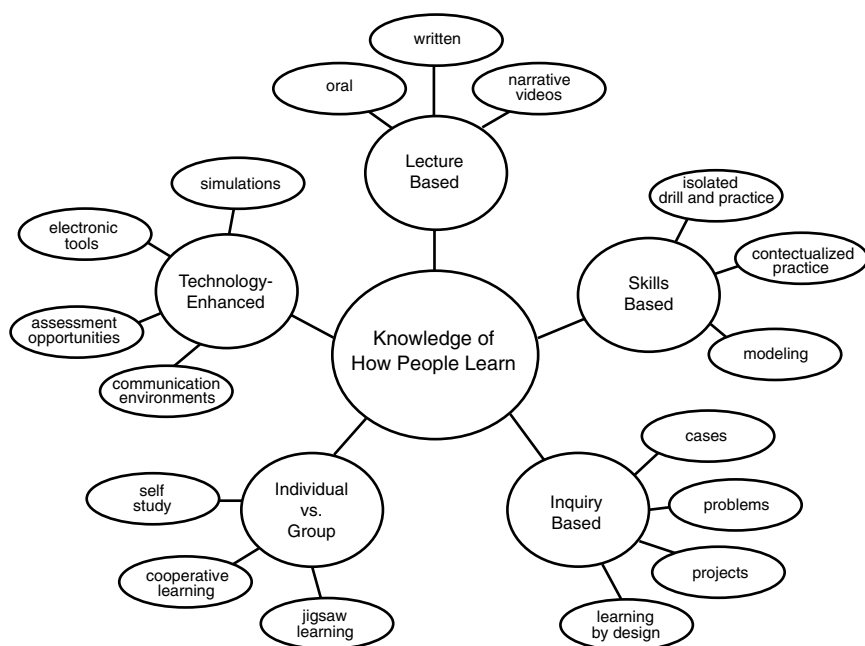 written
oral
narrative
videos
Lecture
Based
simulations
electronic
tools
Technology-
Enhanced
assessment
opportunities
communication
environments
isolated
drill and practice
contectualized
practice
Skills
Based
modeling
Knowledge of
How People Learn
self
study
Individual
vs.
Group
cooperative
learning
jigsaw
learning
cases
Inquiry
Based
problems
projects
learning
by design